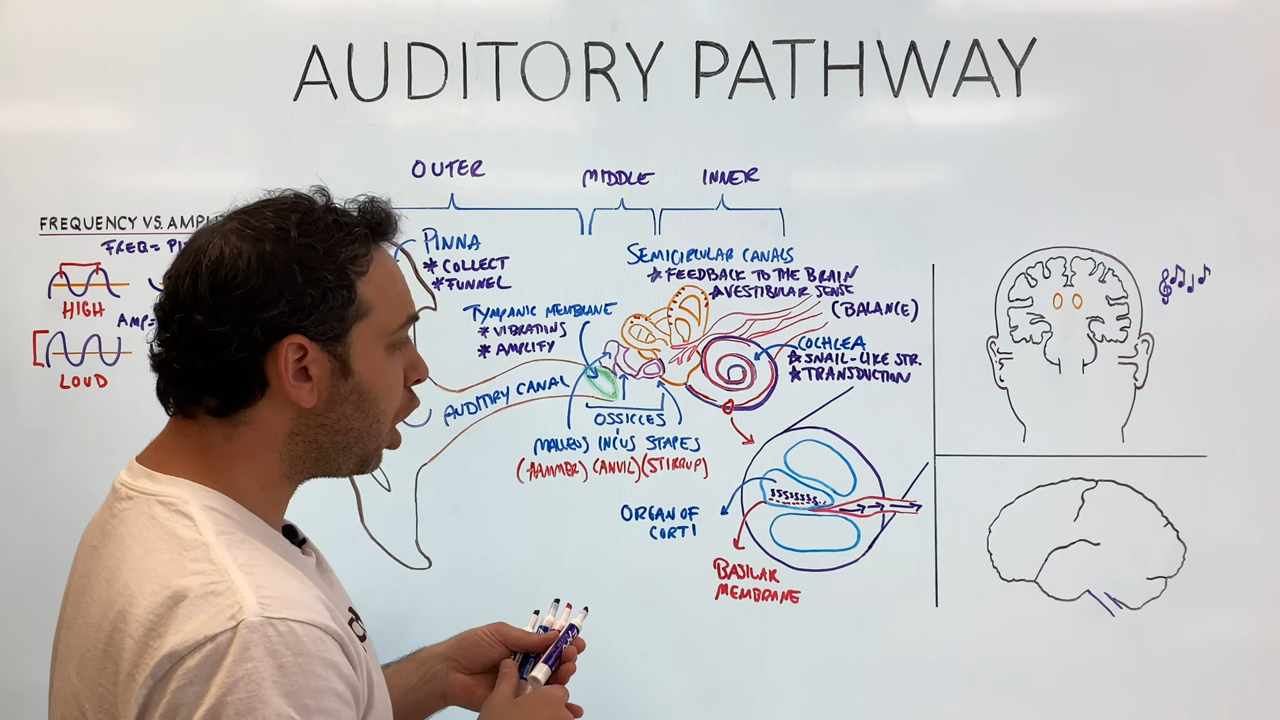 AUDITORY PATHWAY
OUTER
MIDDLE
INNER
FREQUENCY VS. AMPL
FREQ= PI
HIGH
AMP=
LOUD
PINNA
* COLLECT
* FUNNEL
TYMPANIC MEMBRANE
* VIBRATIONS
* AMPLIFY
AUDITORY CANAL
SEMICIRCULAR CANALS
* FEEDBACK TO THE BRAIN
* VESTIBULAR SENSE
(BALANCE)
COCHLEA
* SNAIL-LIKE STR.
* TRANSDUCTION
OSSICLES
MALLEUS INCUS STAPES
(HAMMER) (ANVIL) (STIRRUP)
ORGAN OF
CORTI
BASILAR
MEMBRANE